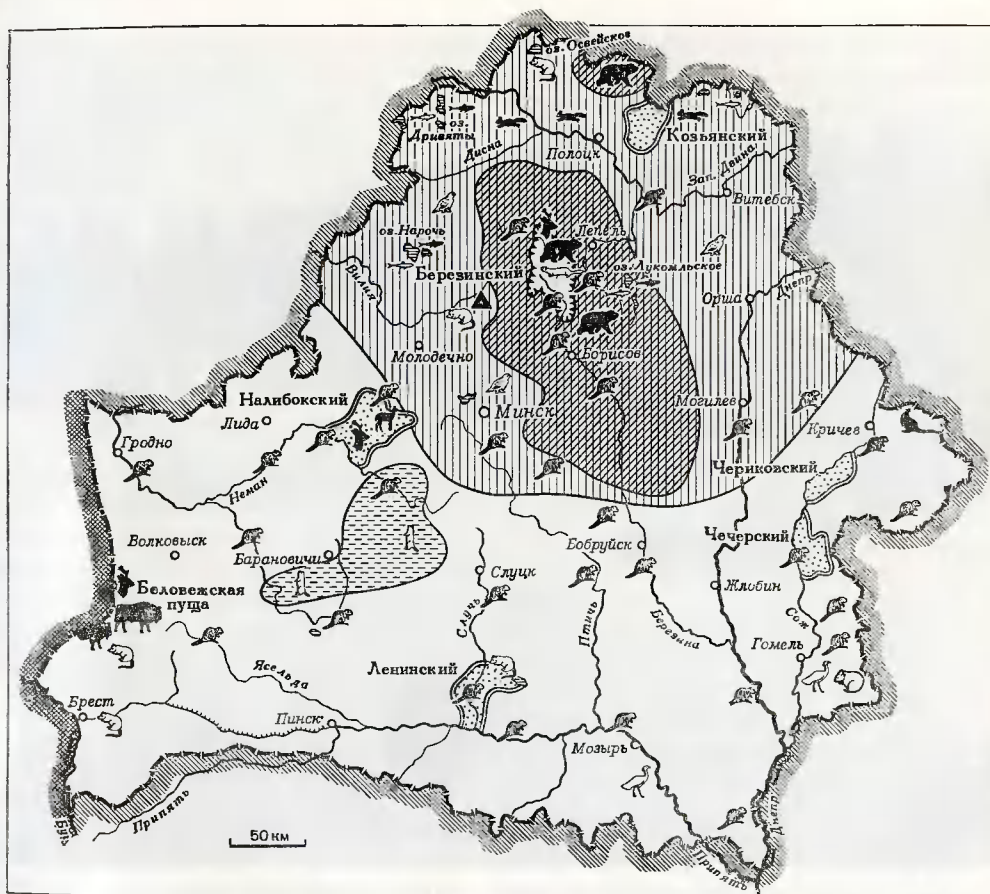 оз. Освейское
оз.
Дривяты
Козьянский
Дисна
Полоцк
Зап. Двина
Витебск
оз. Нарочь
Лепель
Березинский
оз. Лукомльское
Вилия
Орша
Днепр
Молодечно
Борисов
Налибокский
Минск
Могилев
Лида
Кричев
Гродно
Чериковский
Неман
Волковыск
Барановичи
Бобруйск
Чечерский
Слуцк
Жлобин
Беловежская
пуща
Случь
Птичь
Березина
Сож
Гомель
Ленинский
Ясельда
Брест
Пинск
Мозырь
Припять
Буг
50 км
Днепр
Припять